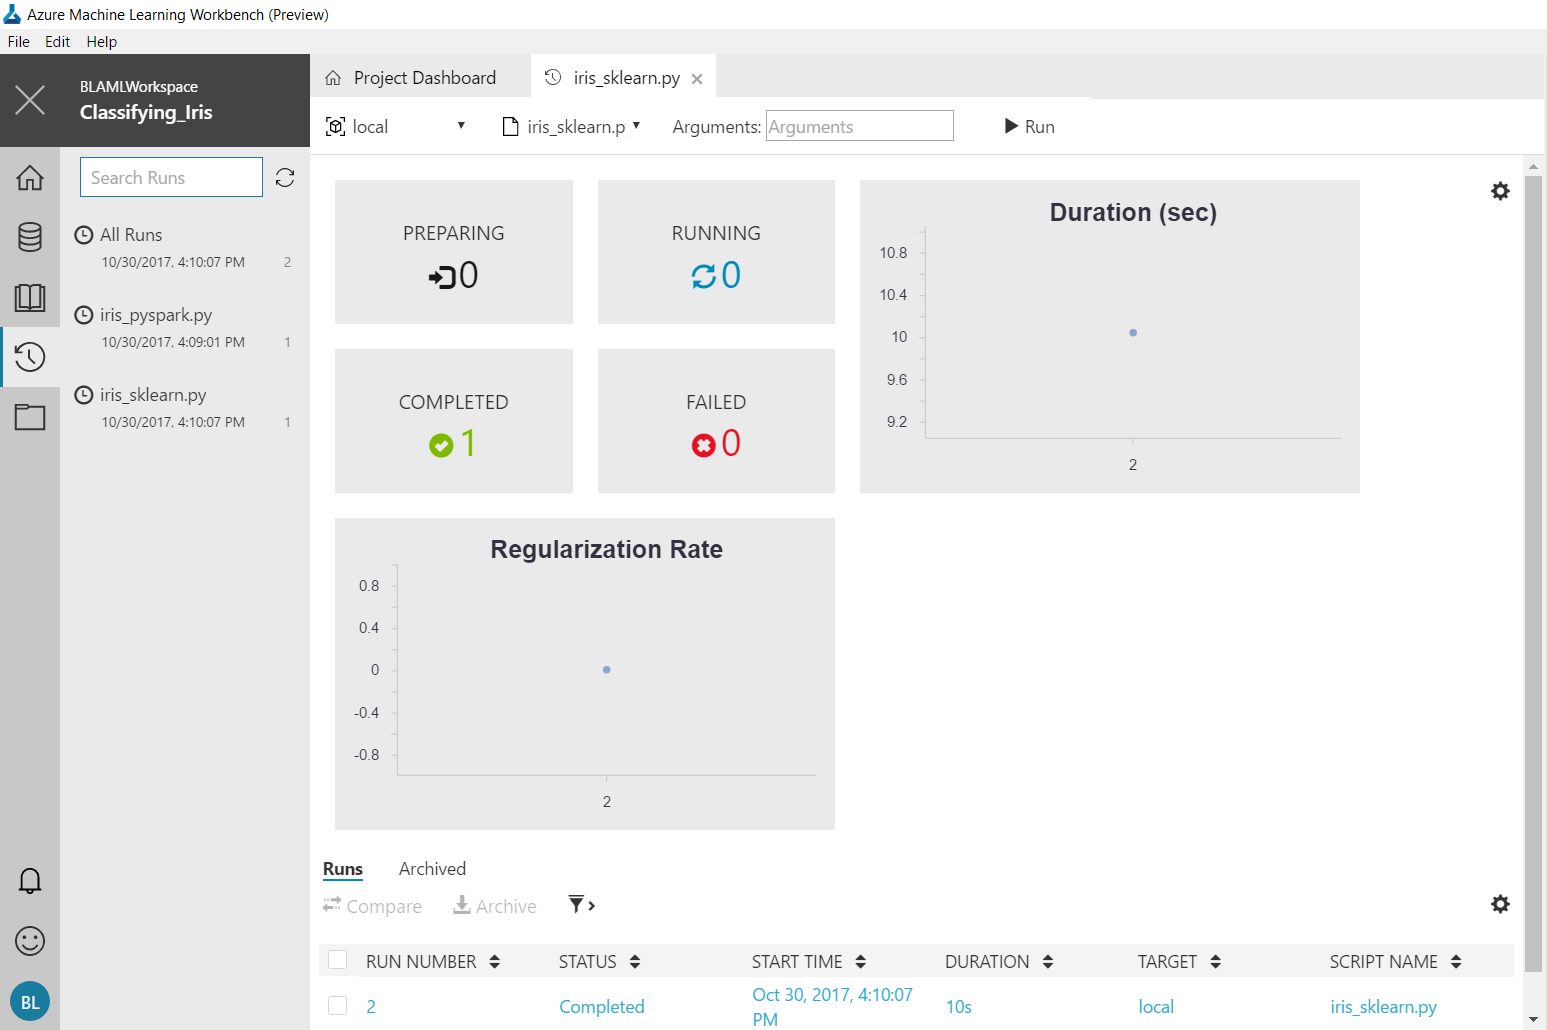 Azure Machine Learning Workbench (Preview)
File Edit Help
BLAMLWorkspace
Classifying_Iris
Project Dashboard
iris_sklearn.py
local
iris_sklearn.p
Arguments: Arguments
Run
Search Runs
All Runs
10/30/2017, 4:10:07 PM 2
iris_pyspark.py
10/30/2017, 4:09:01 PM 1
iris_sklearn.py
10/30/2017, 4:10:07 PM 1
PREPARING
0
RUNNING
0
COMPLETED
1
FAILED
0
Duration (sec)
10.8
10.4
10
9.6
9.2
2
Regularization Rate
0.8
0.4
0
-0.4
-0.8
2
Runs Archived
Compare Archive
RUN NUMBER STATUS START TIME DURATION TARGET SCRIPT NAME
2 Completed Oct 30, 2017, 4:10:07 10s local iris_sklearn.py
PM
BL